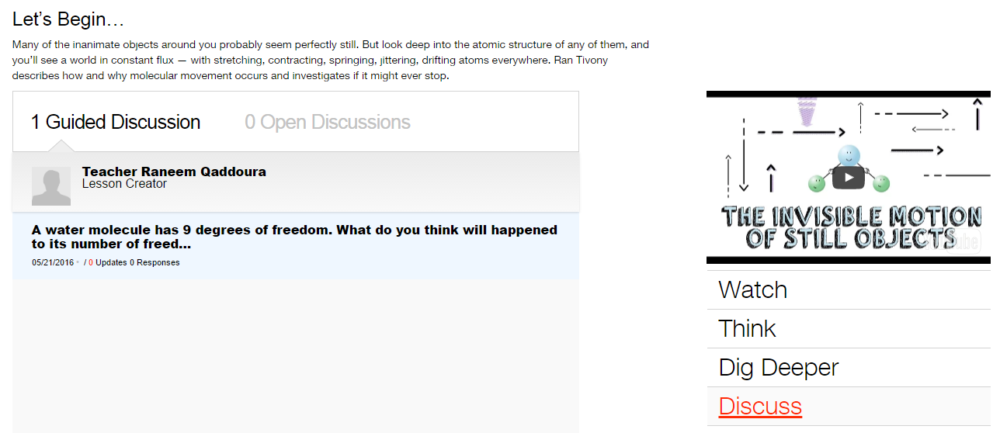 Let’s Begin…
Many of the inanimate objects around you probably seem perfectly still. But look deep into the atomic structure of any of them, and
you’ll see a world in constant flux — with stretching, contracting, springing, jittering, drifting atoms everywhere. Ran Tivony
describes how and why molecular movement occurs and investigates if it might ever stop.
1 Guided Discussion 0 Open Discussions
Teacher Raneem Qaddoura
Lesson Creator
A water molecule has 9 degrees of freedom. What do you think will happened
to its number of freed...
05/21/2016 • / 0 Updates 0 Responses
THE INVISIBLE MOTION
OF STILL OBJECTS
Watch
Think
Dig Deeper
Discuss